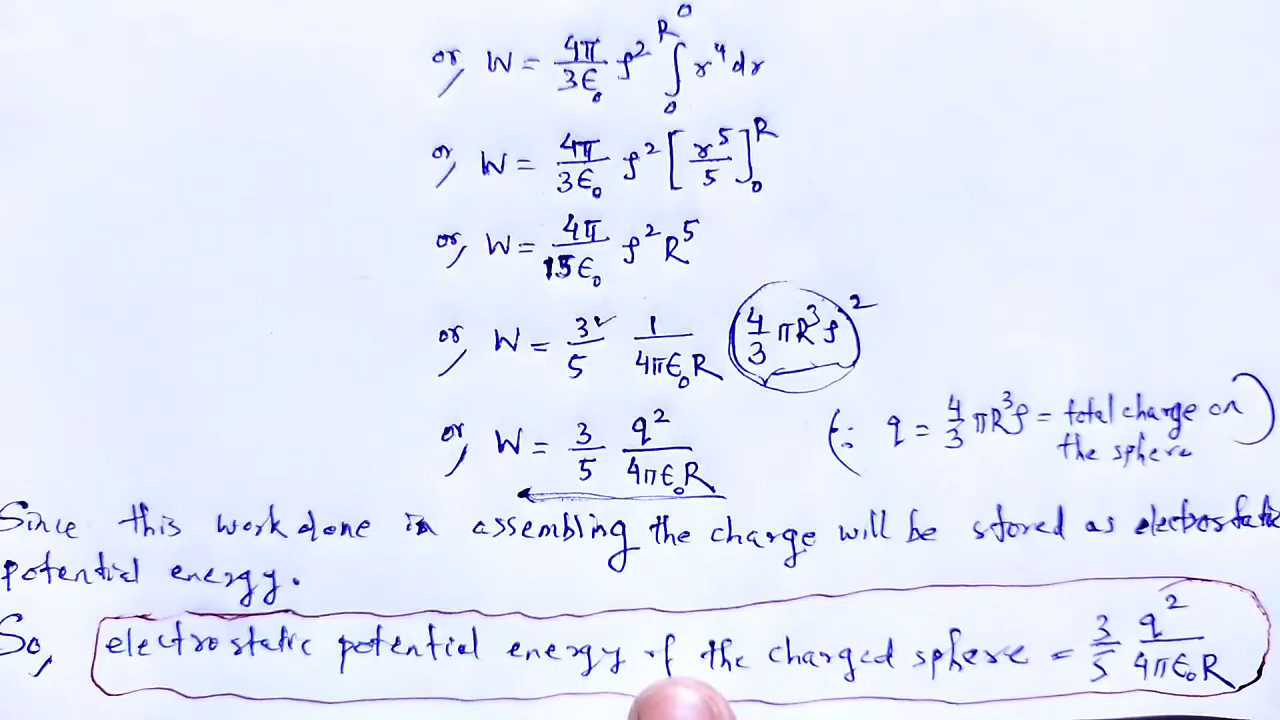 or, W = 4π/3ϵ₀ ρ² ∫₀ᴿ r⁴ dr
or, W = 4π/3ϵ₀ ρ² [r⁵/5]₀ᴿ
or, W = 4π/15ϵ₀ ρ² R⁵
or, W = 3/5 1/4πϵ₀R (4/3 πR³ρ)²
or, W = 3/5 q²/4πϵ₀R (∵ q = 4/3 πR³ρ = total charge on the sphere)
Since this work done in assembling the charge will be stored as electrostatic
potential energy.
So, electrostatic potential energy of the charged sphere = 3/5 q²/4πϵ₀R